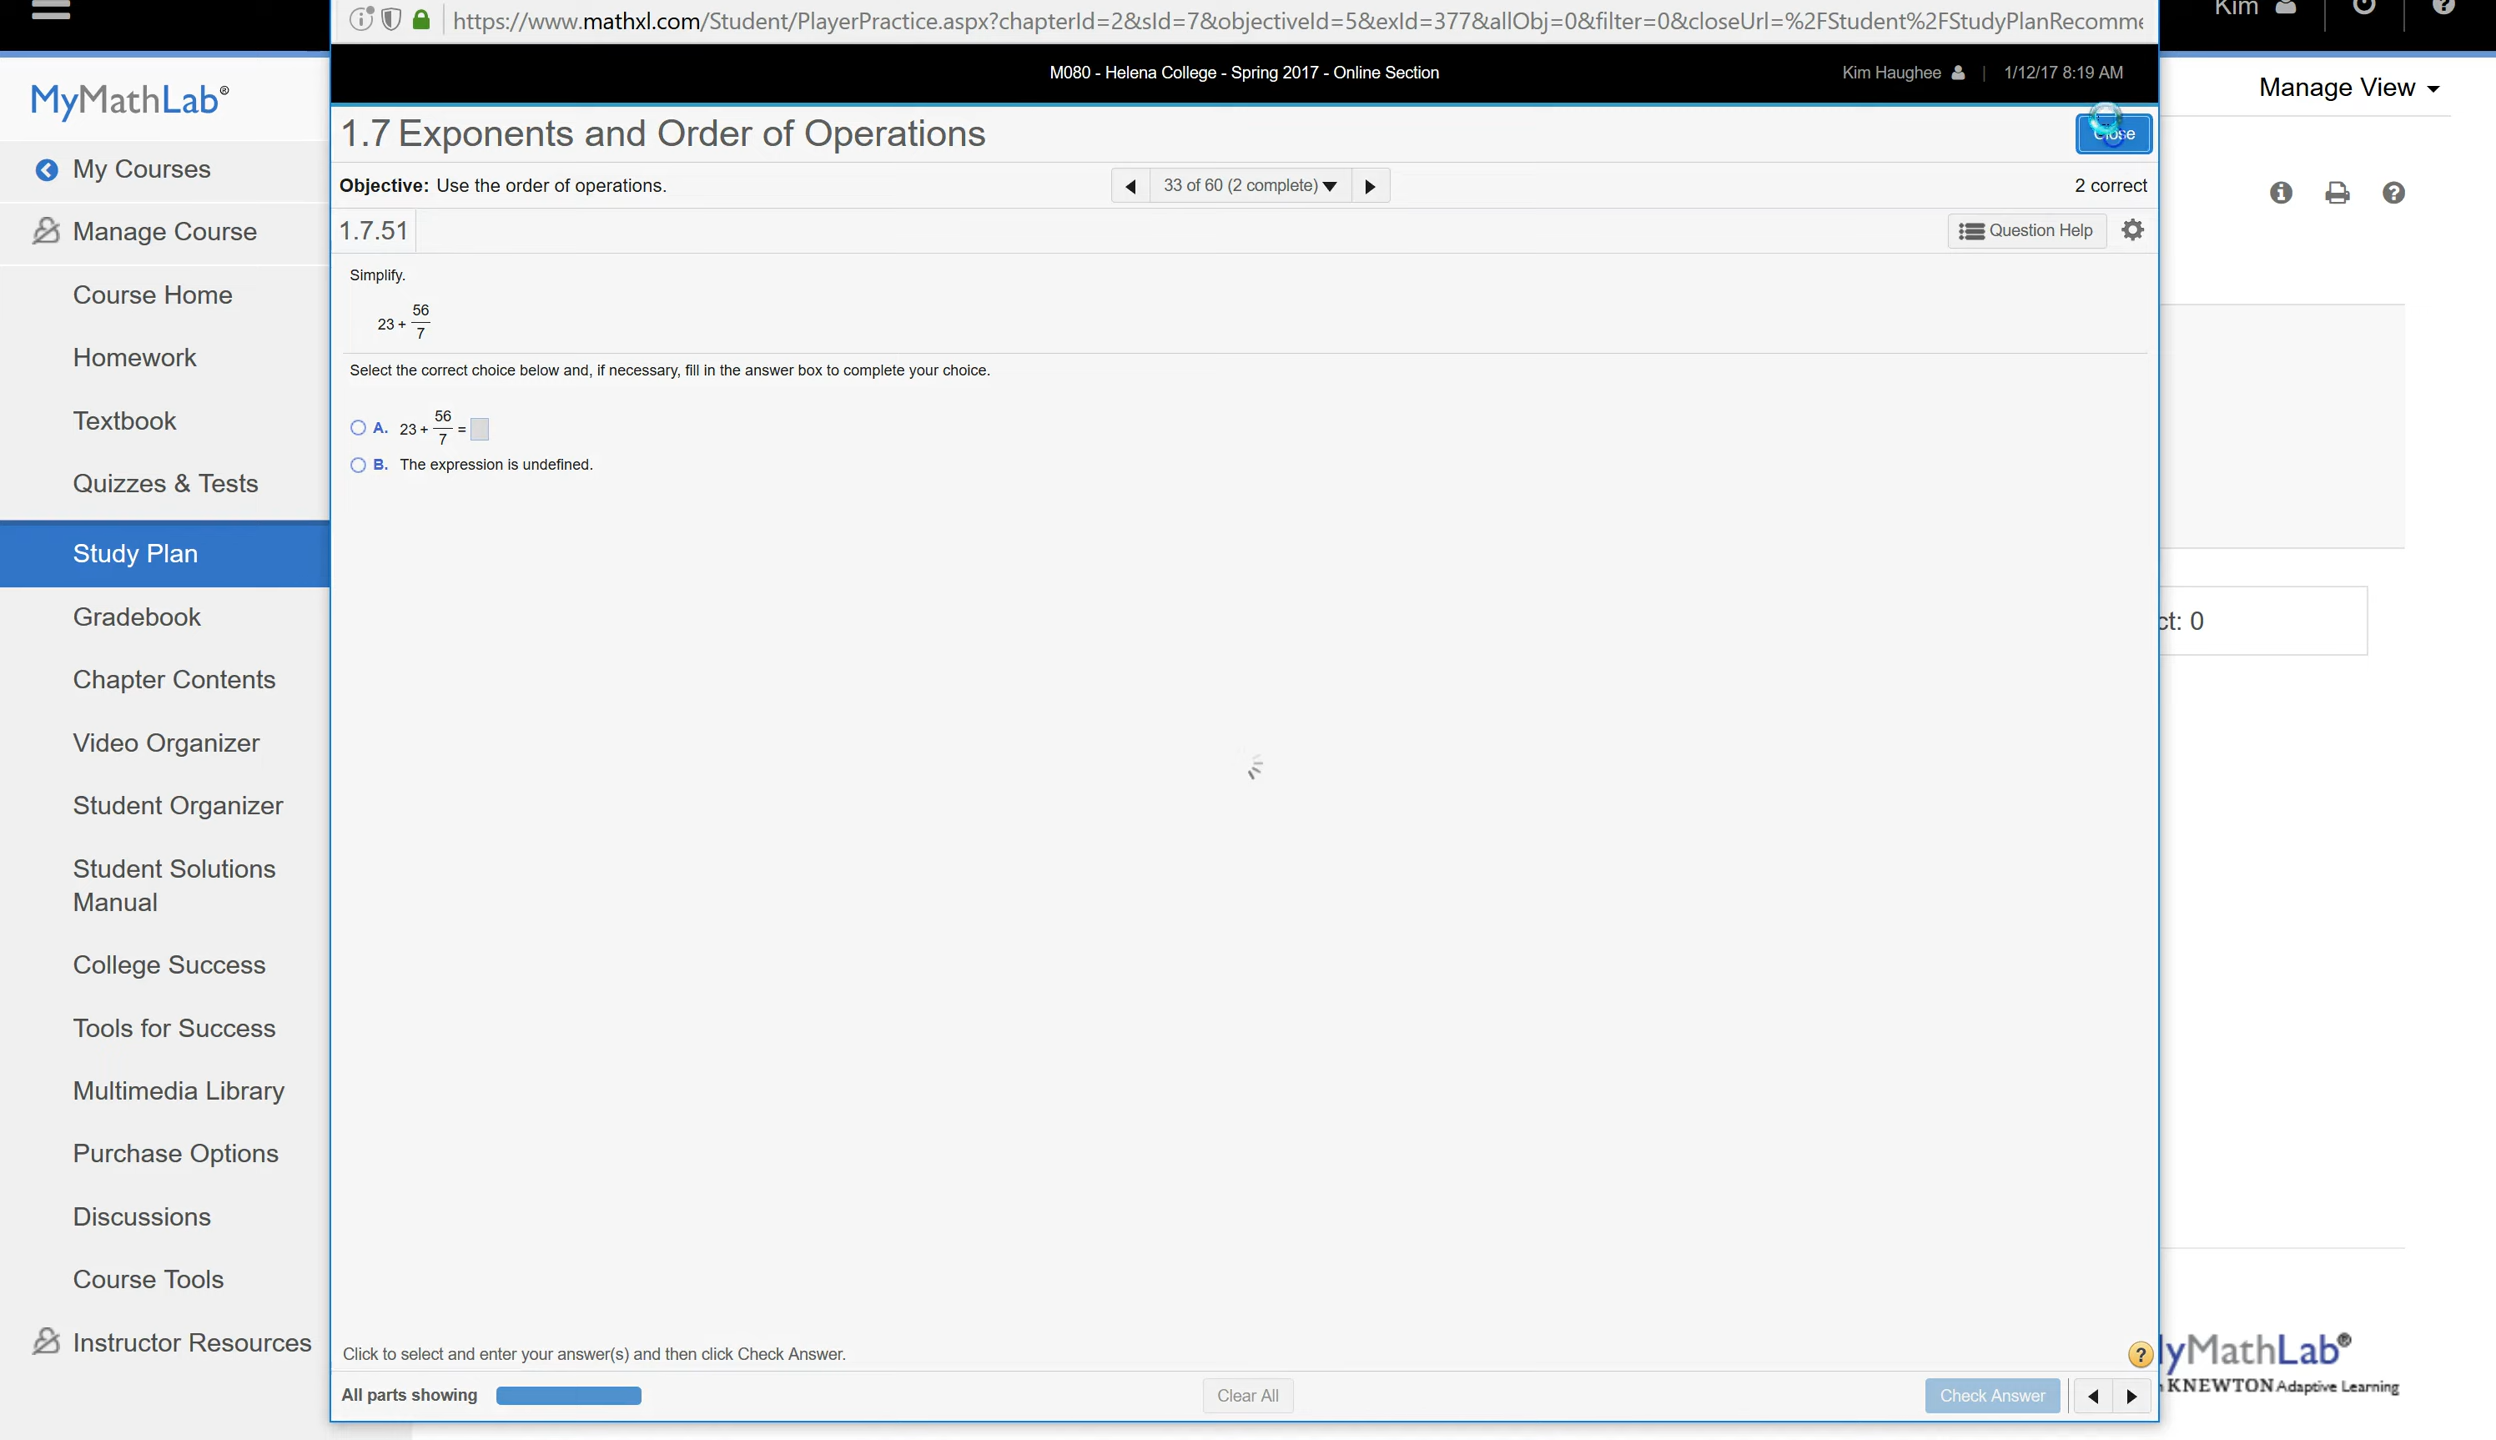 https://www.mathxl.com/Student/PlayerPractice.aspx?chapterId=2&sId=7&objectiveId=5&exId=377&allObj=0&filter=0&closeUrl=%2FStudent%2FStudyPlanRecomme
Kim
M080 - Helena College - Spring 2017 - Online Section
Kim Haughee
1/12/17 8:19 AM
MyMathLab®
Manage View
1.7 Exponents and Order of Operations
Close
Objective: Use the order of operations.
33 of 60 (2 complete)
2 correct
1.7.51
Question Help
My Courses
Manage Course
Course Home
Homework
Textbook
Quizzes & Tests
Study Plan
Gradebook
Chapter Contents
Video Organizer
Student Organizer
Student Solutions
Manual
College Success
Tools for Success
Multimedia Library
Purchase Options
Discussions
Course Tools
Instructor Resources
Simplify.
23 + 56/7
Select the correct choice below and, if necessary, fill in the answer box to complete your choice.
A. 23 + 56/7 =
B. The expression is undefined.
ct: 0
Click to select and enter your answer(s) and then click Check Answer.
?
All parts showing
Clear All
Check Answer
yMathLab®
KNEWTON Adaptive Learning